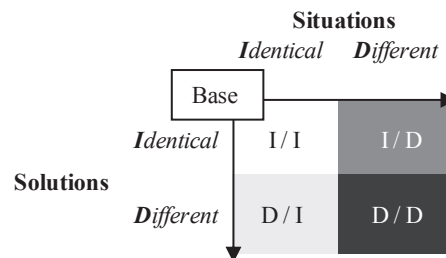 Situations
Identical Different
Base
Identical I / I I / D
Solutions
Different D / I D / D